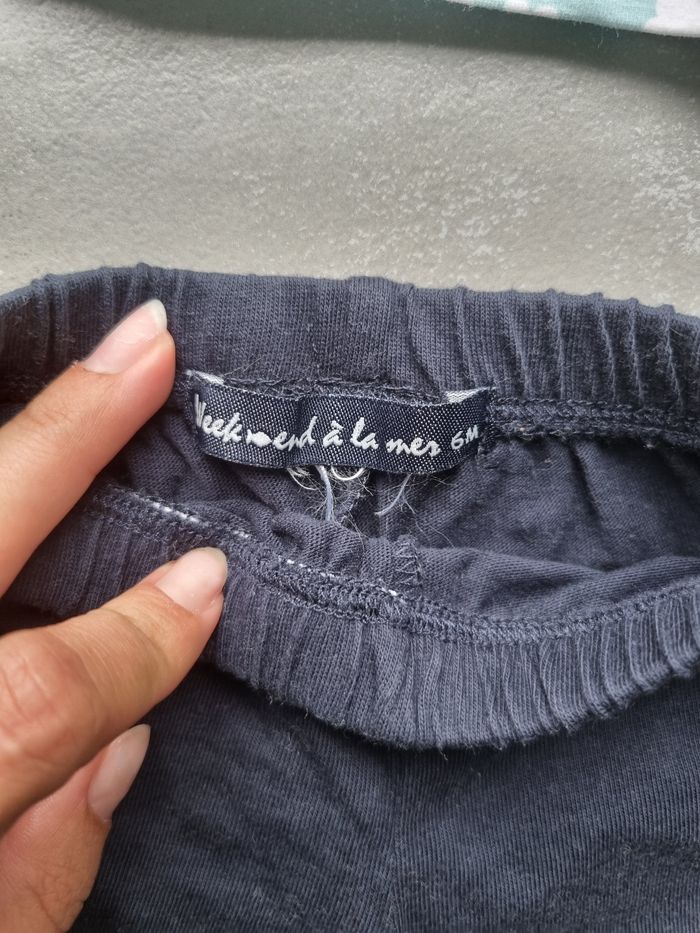 Week end à la mer 6M